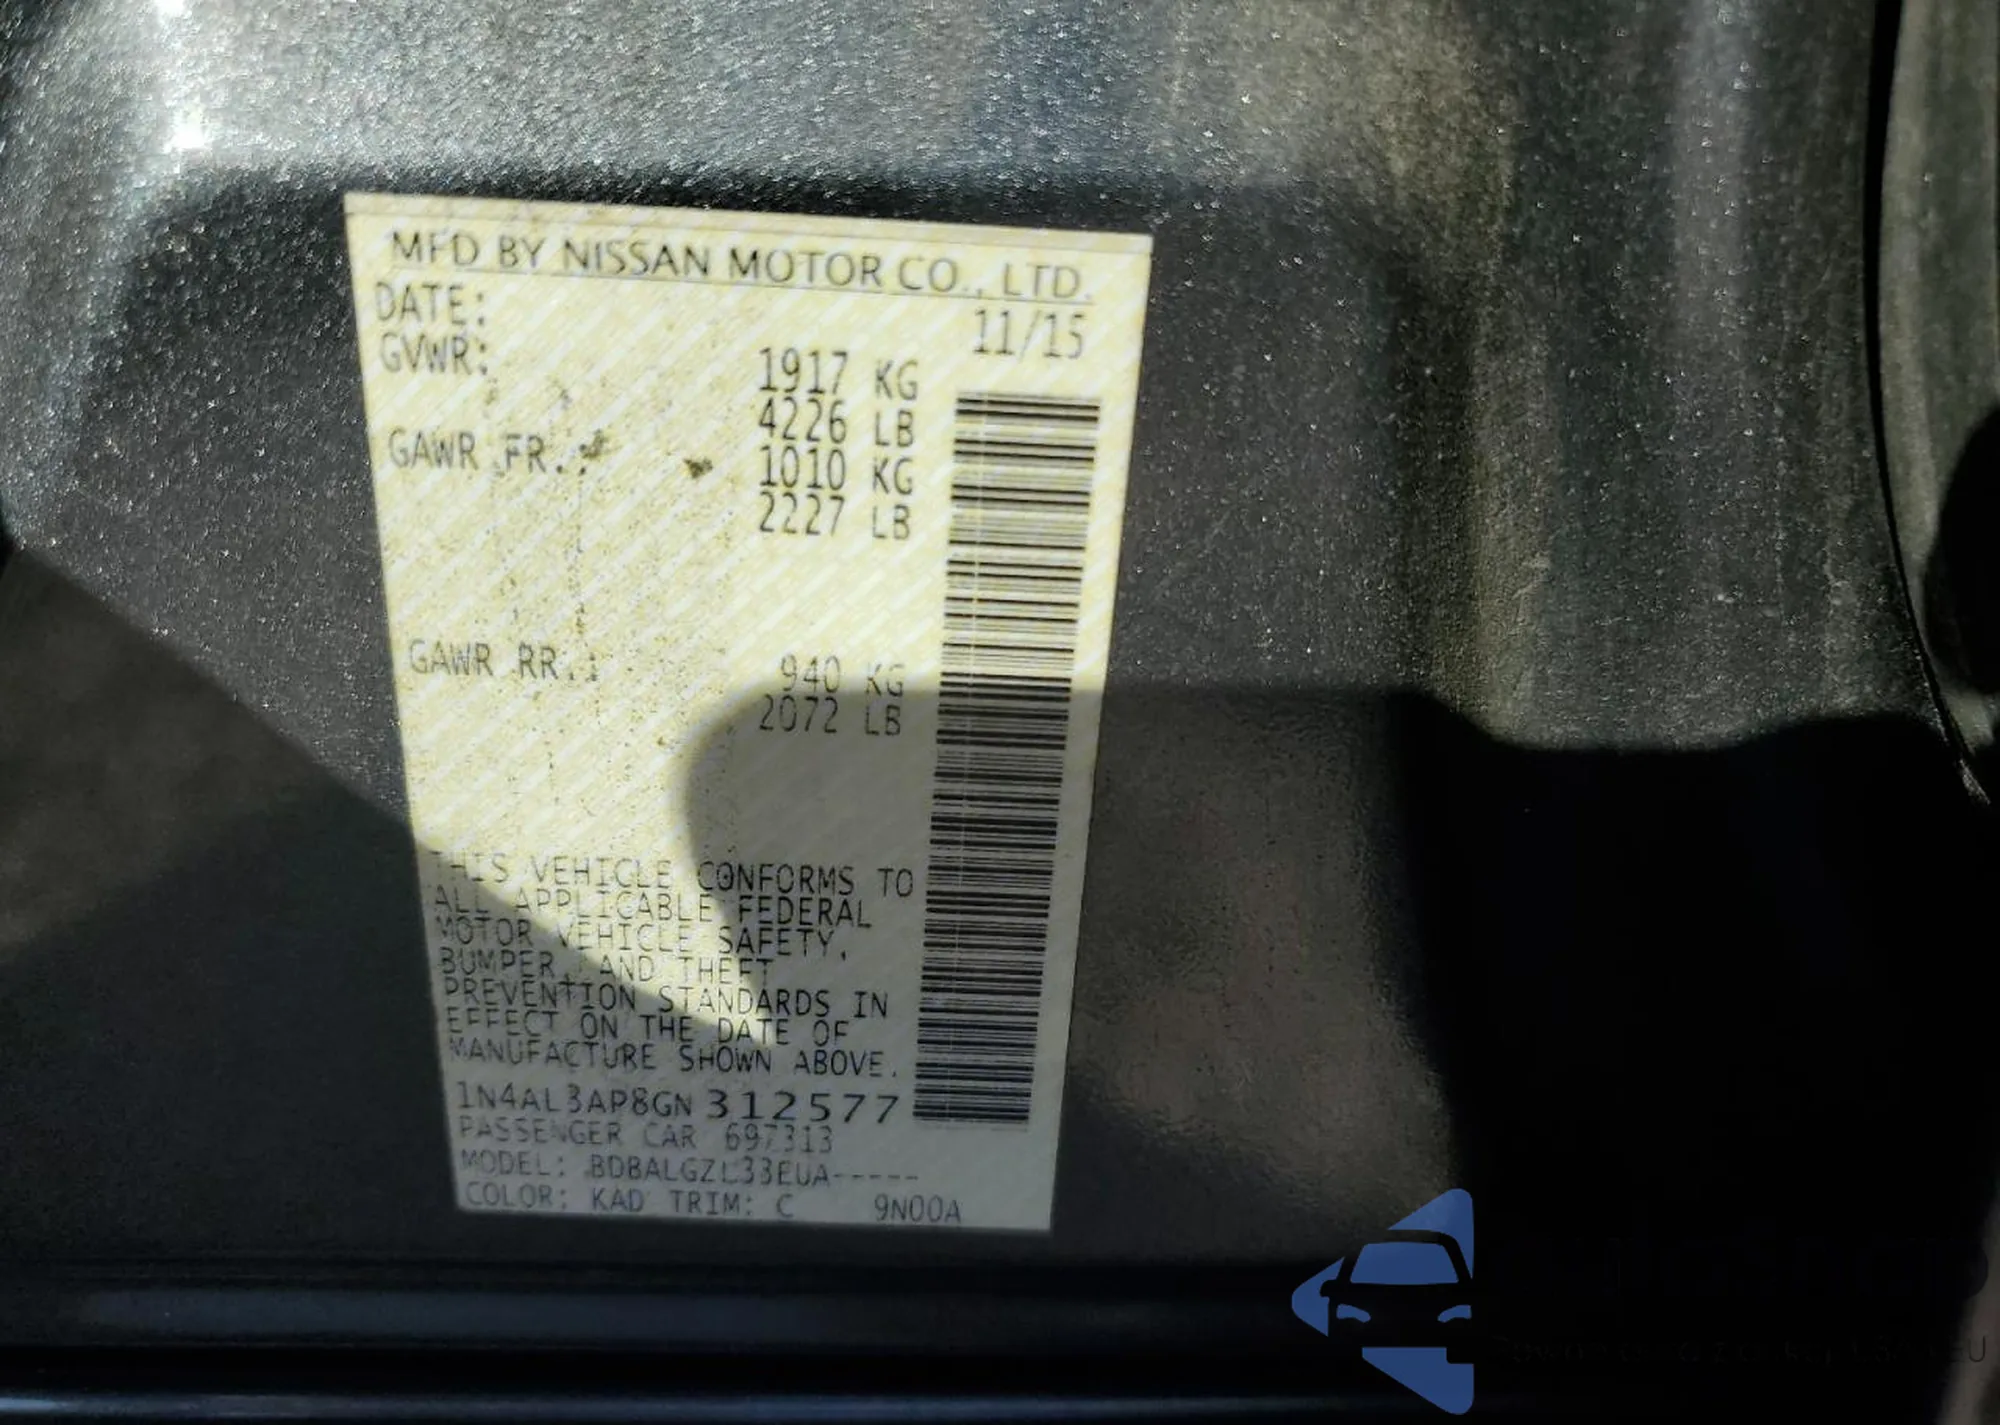 MFD BY NISSAN MOTOR CO., LTD.
DATE: 11/15
GVWR: 1917 KG
4226 LB
GAWR FR.: 1010 KG
2227 LB
GAWR RR.: 940 KG
2072 LB
THIS VEHICLE CONFORMS TO
ALL APPLICABLE FEDERAL
MOTOR VEHICLE SAFETY,
BUMPER, AND THEFT
PREVENTION STANDARDS IN
EFFECT ON THE DATE OF
MANUFACTURE SHOWN ABOVE.
1N4AL3AP8GN 312577
PASSENGER CAR 697313
MODEL: BDBALGZL33EUA-----
COLOR: KAD TRIM: C 9N00A